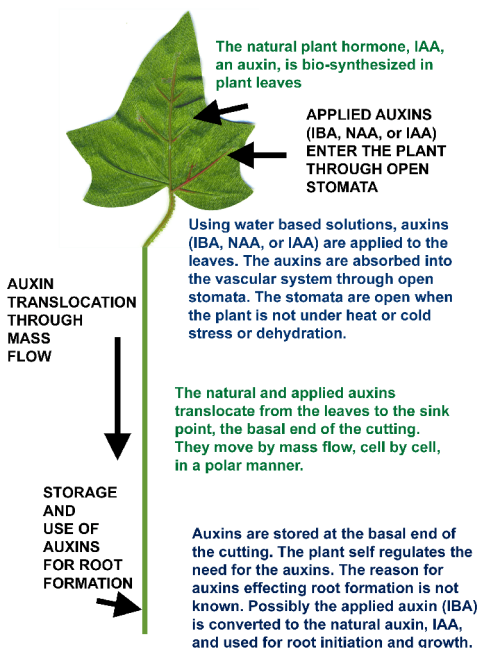 The natural plant hormone, IAA,
an auxin, is bio-synthesized in
plant leaves
APPLIED AUXINS
(IBA, NAA, or IAA)
ENTER THE PLANT
THROUGH OPEN
STOMATA
Using water based solutions, auxins
(IBA, NAA, or IAA) are applied to the
leaves. The auxins are absorbed into
the vascular system through open
stomata. The stomata are open when
the plant is not under heat or cold
stress or dehydration.
AUXIN
TRANSLOCATION
THROUGH
MASS
FLOW
The natural and applied auxins
translocate from the leaves to the sink
point, the basal end of the cutting.
They move by mass flow, cell by cell,
in a polar manner.
STORAGE
AND
USE OF
AUXINS
FOR ROOT
FORMATION
Auxins are stored at the basal end of
the cutting. The plant self regulates the
need for the auxins. The reason for
auxins effecting root formation is not
known. Possibly the applied auxin (IBA)
is converted to the natural auxin, IAA,
and used for root initiation and growth.